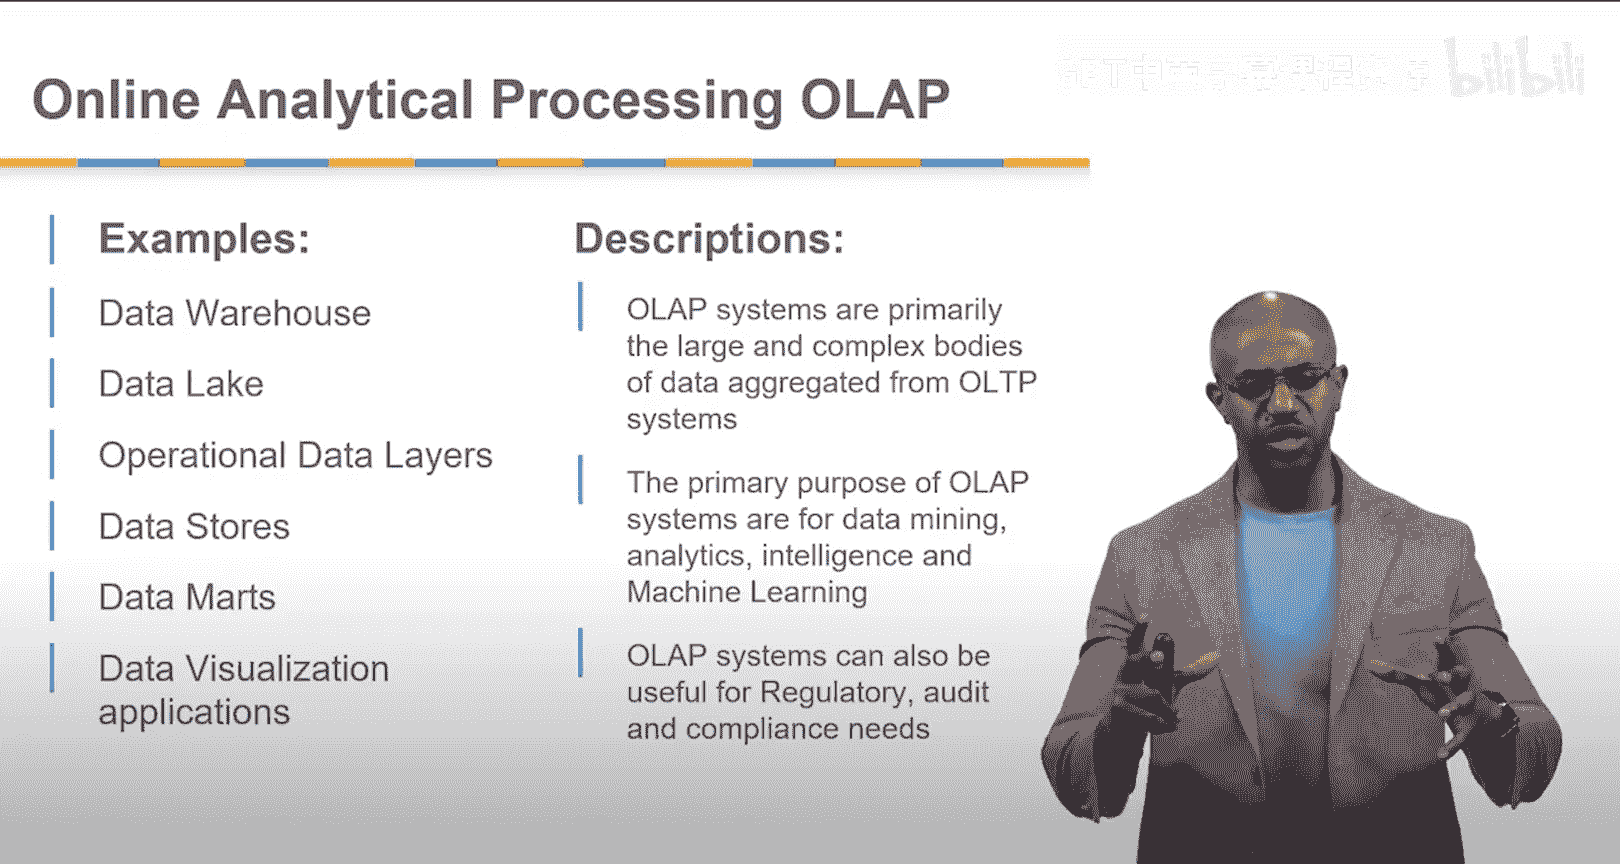 Online Analytical Processing OLAP
bilibili
Examples:
Data Warehouse
Data Lake
Operational Data Layers
Data Stores
Data Marts
Data Visualization
applications
Descriptions:
OLAP systems are primarily
the large and complex bodies
of data aggregated from OLTP
systems
The primary purpose of OLAP
systems are for data mining,
analytics, intelligence and
Machine Learning
OLAP systems can also be
useful for Regulatory, audit
and compliance needs